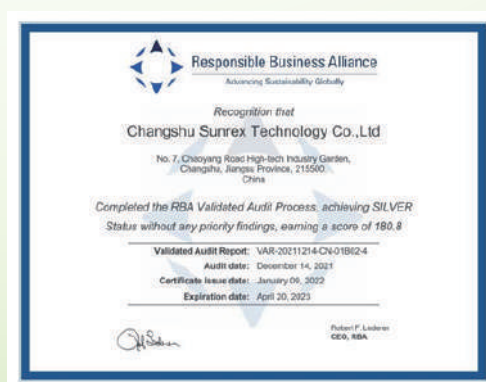 Responsible Business Alliance
Advancing Sustainability Globally
Recognition that
Changshu Sunrex Technology Co.,Ltd
No. 7, Chaoyang Road High-tech Industry Garden,
Changshu, Jiangsu Province, 215500
China
Completed the RBA Validated Audit Process, achieving SILVER
Status without any priority findings, earning a score of 180.8
Validated Audit Report: VAR-20211214-CN-01B62-4
Audit date: December 14, 2021
Certificate issue date: January 09, 2022
Expiration date: April 20, 2023
Robert F. Lederer
CEO, RBA